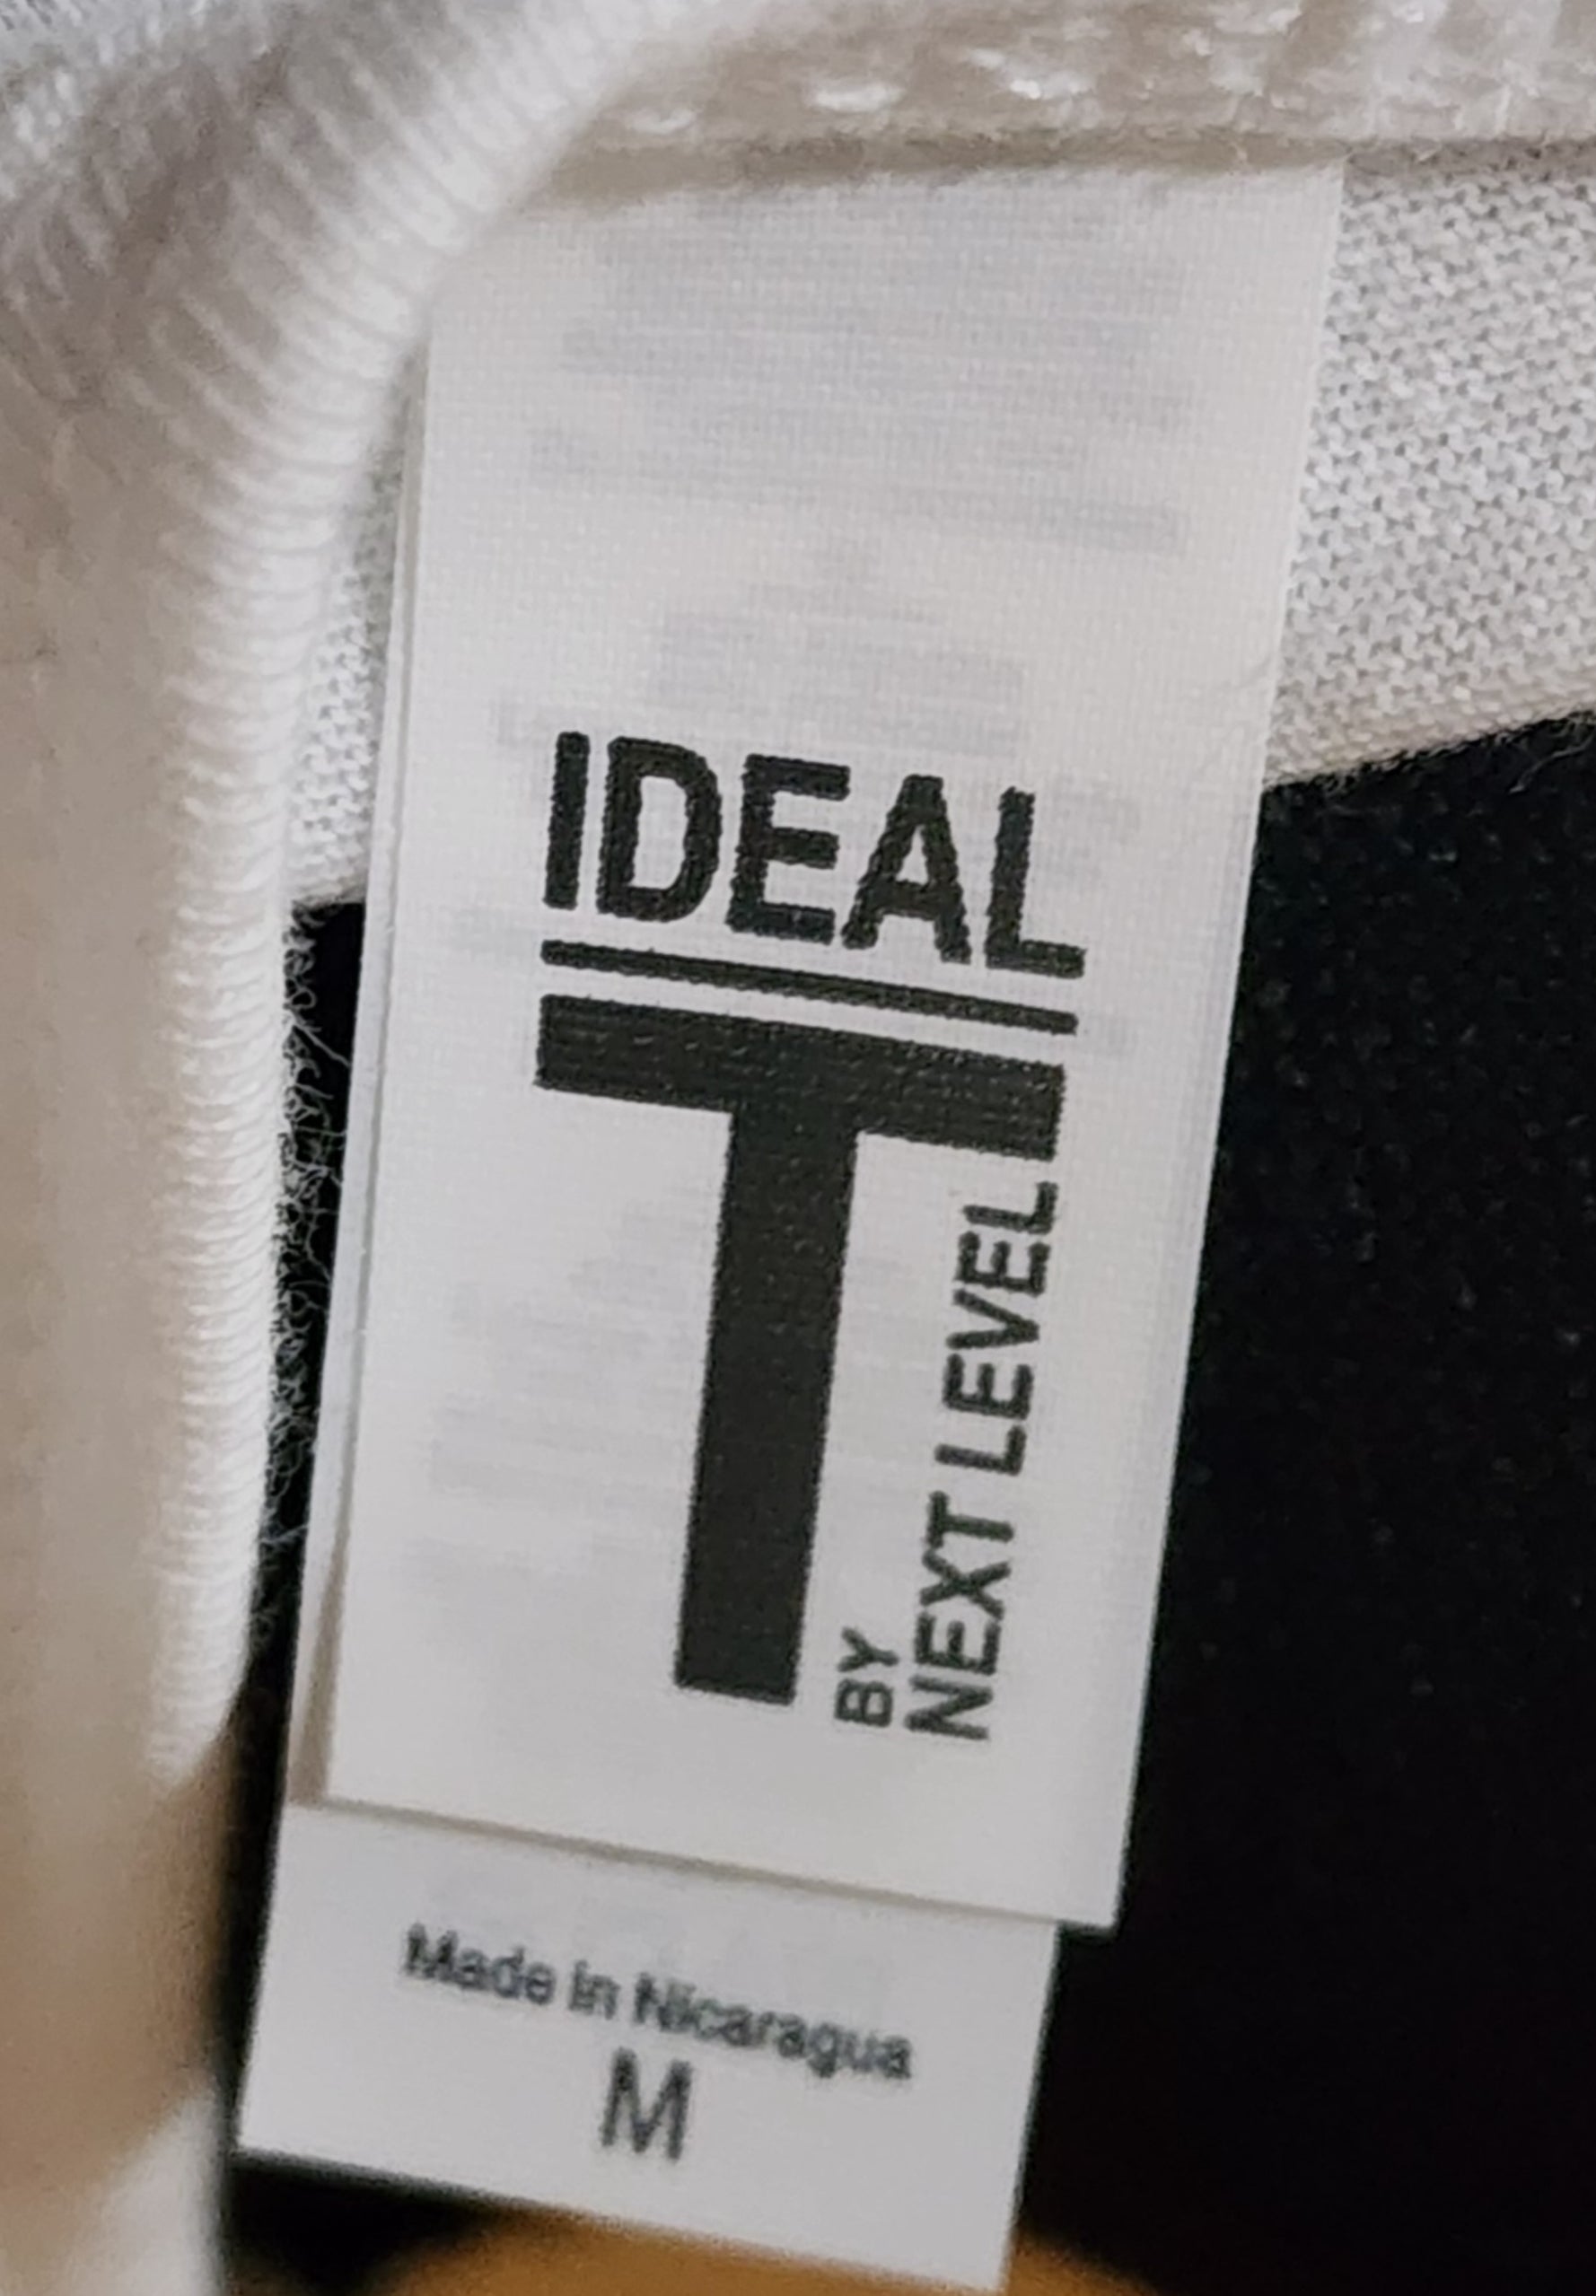 IDEAL
T
BY
NEXT LEVEL
Made in Nicaragua
M